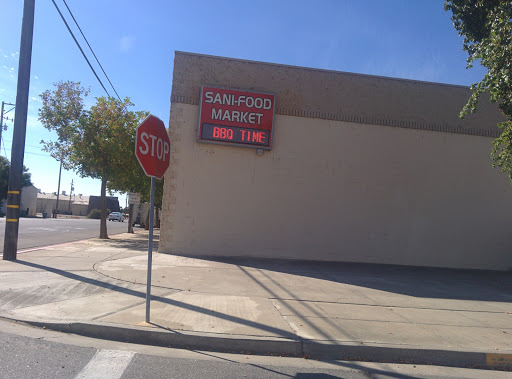 SANI-FOOD
MARKET
BBQ TIME
STOP